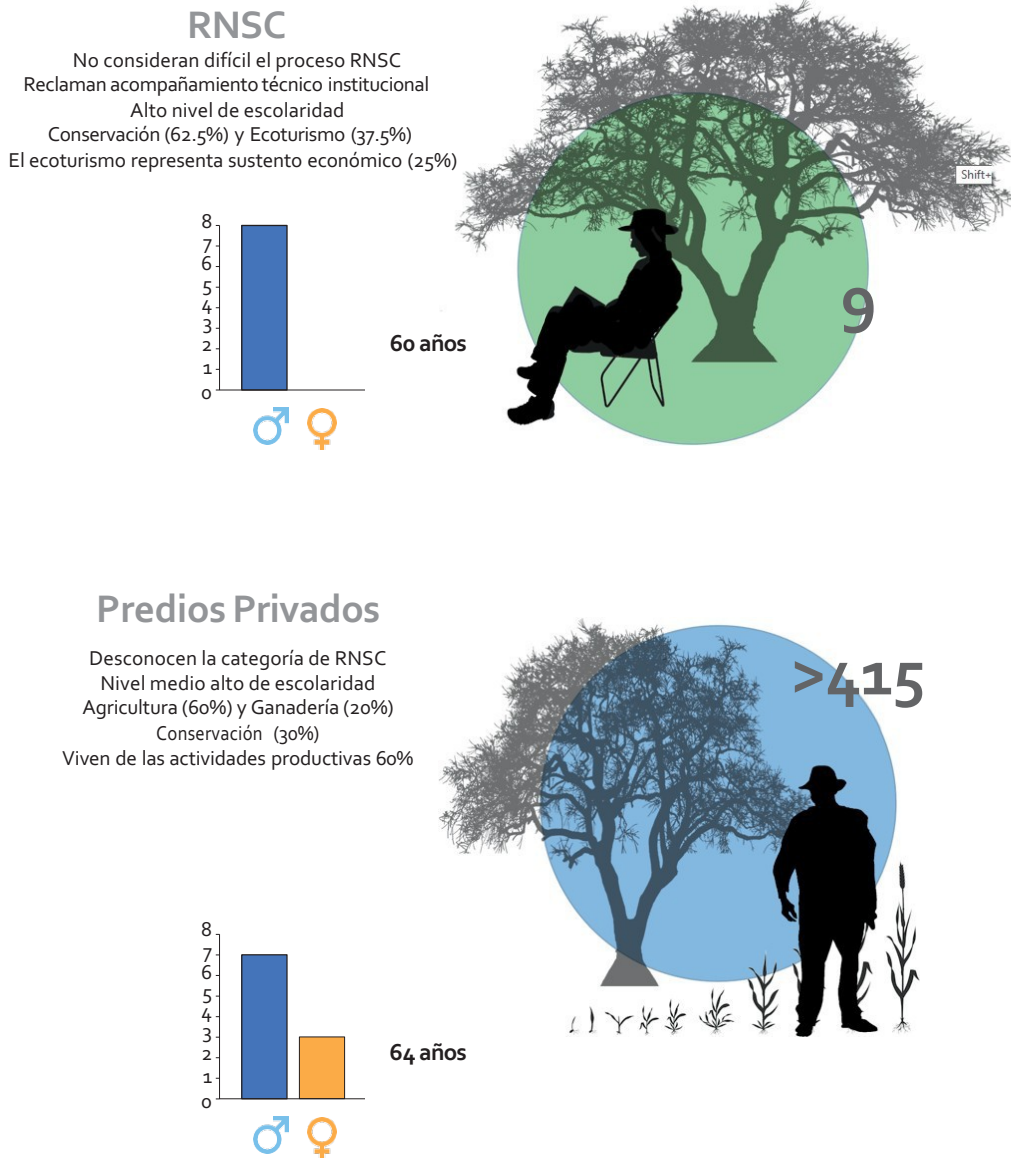 RNSC
No consideran difícil el proceso RNSC
Reclaman acompañamiento técnico institucional
Alto nivel de escolaridad
Conservación (62.5%) y Ecoturismo (37.5%)
El ecoturismo representa sustento económico (25%)
Shift+
8
7
6
5
4
3
2
1
0
60 años
9
Predios Privados
Desconocen la categoría de RNSC
Nivel medio alto de escolaridad
Agricultura (60%) y Ganadería (20%)
Conservación (30%)
Viven de las actividades productivas 60%
>415
8
7
6
5
4
3
2
1
0
64 años